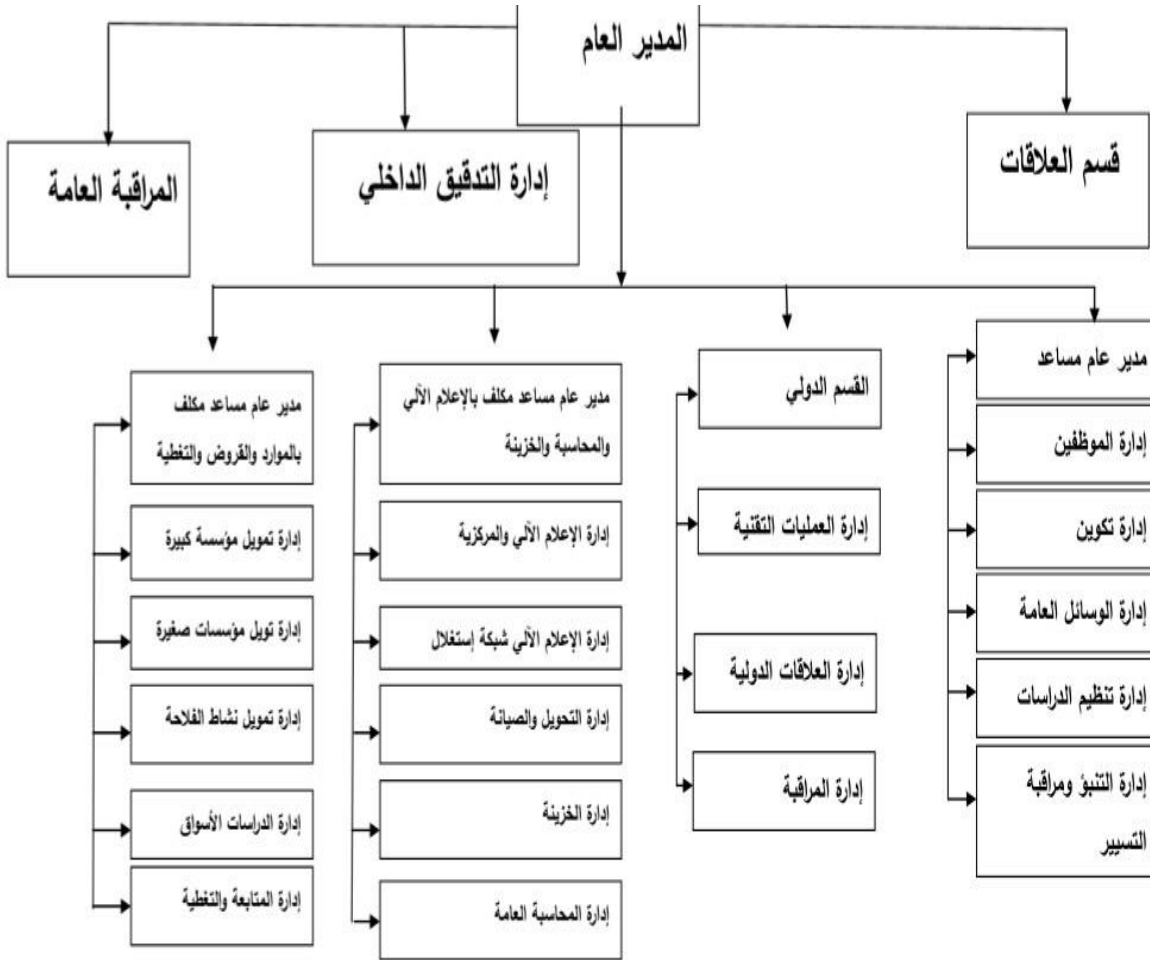 المدير العام
قسم العلاقات
إدارة التدقيق الداخلي
المراقبة العامة
مدير عام مساعد
إدارة الموظفين
إدارة تكوين
إدارة الوسائل العامة
إدارة تنظيم الدراسات
إدارة التنبؤ ومراقبة
التسيير
القسم الدولي
إدارة العمليات التقنية
إدارة العلاقات الدولية
إدارة المراقبة
مدير عام مساعد مكلف بالإعلام الآلي
والمحاسبة والخزينة
إدارة الإعلام الآلي والمركزية
إدارة الإعلام الآلي شبكة إستغلال
إدارة التحويل والصيانة
إدارة الخزينة
إدارة المحاسبة العامة
مدير عام مساعد مكلف
بالموارد والقروض والتغطية
إدارة تمويل مؤسسة كبيرة
إدارة تويل مؤسسات صغيرة
إدارة تمويل نشاط الفلاحة
إدارة الدراسات الأسواق
إدارة المتابعة والتغطية